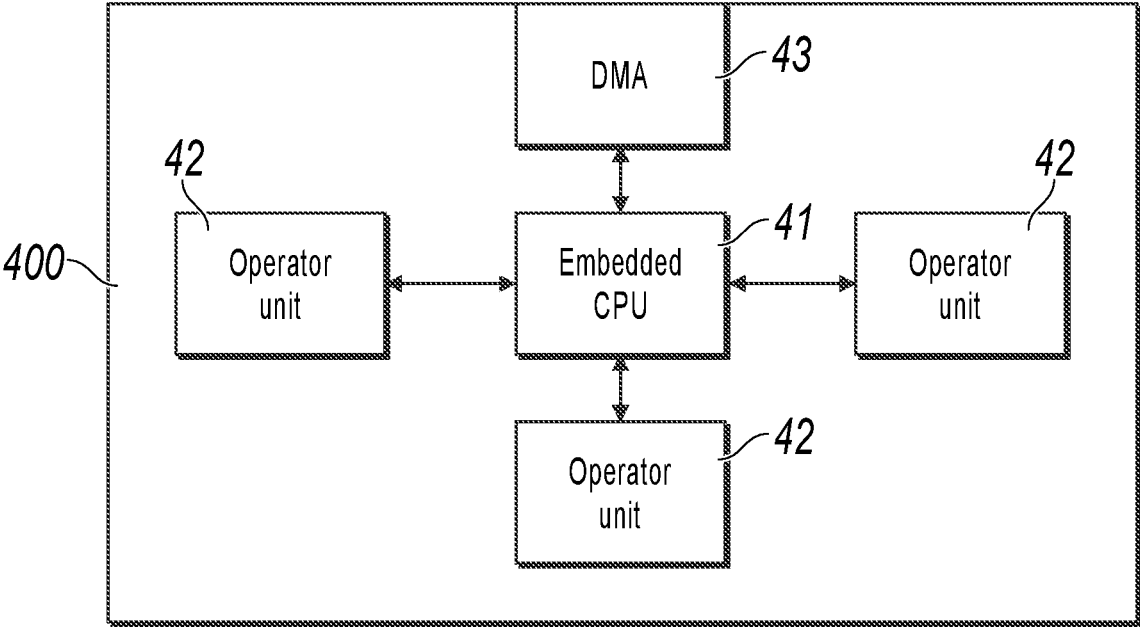 DMA
43
42
42
Operator
unit
Embedded
CPU
41
Operator
unit
400
Operator
unit
42